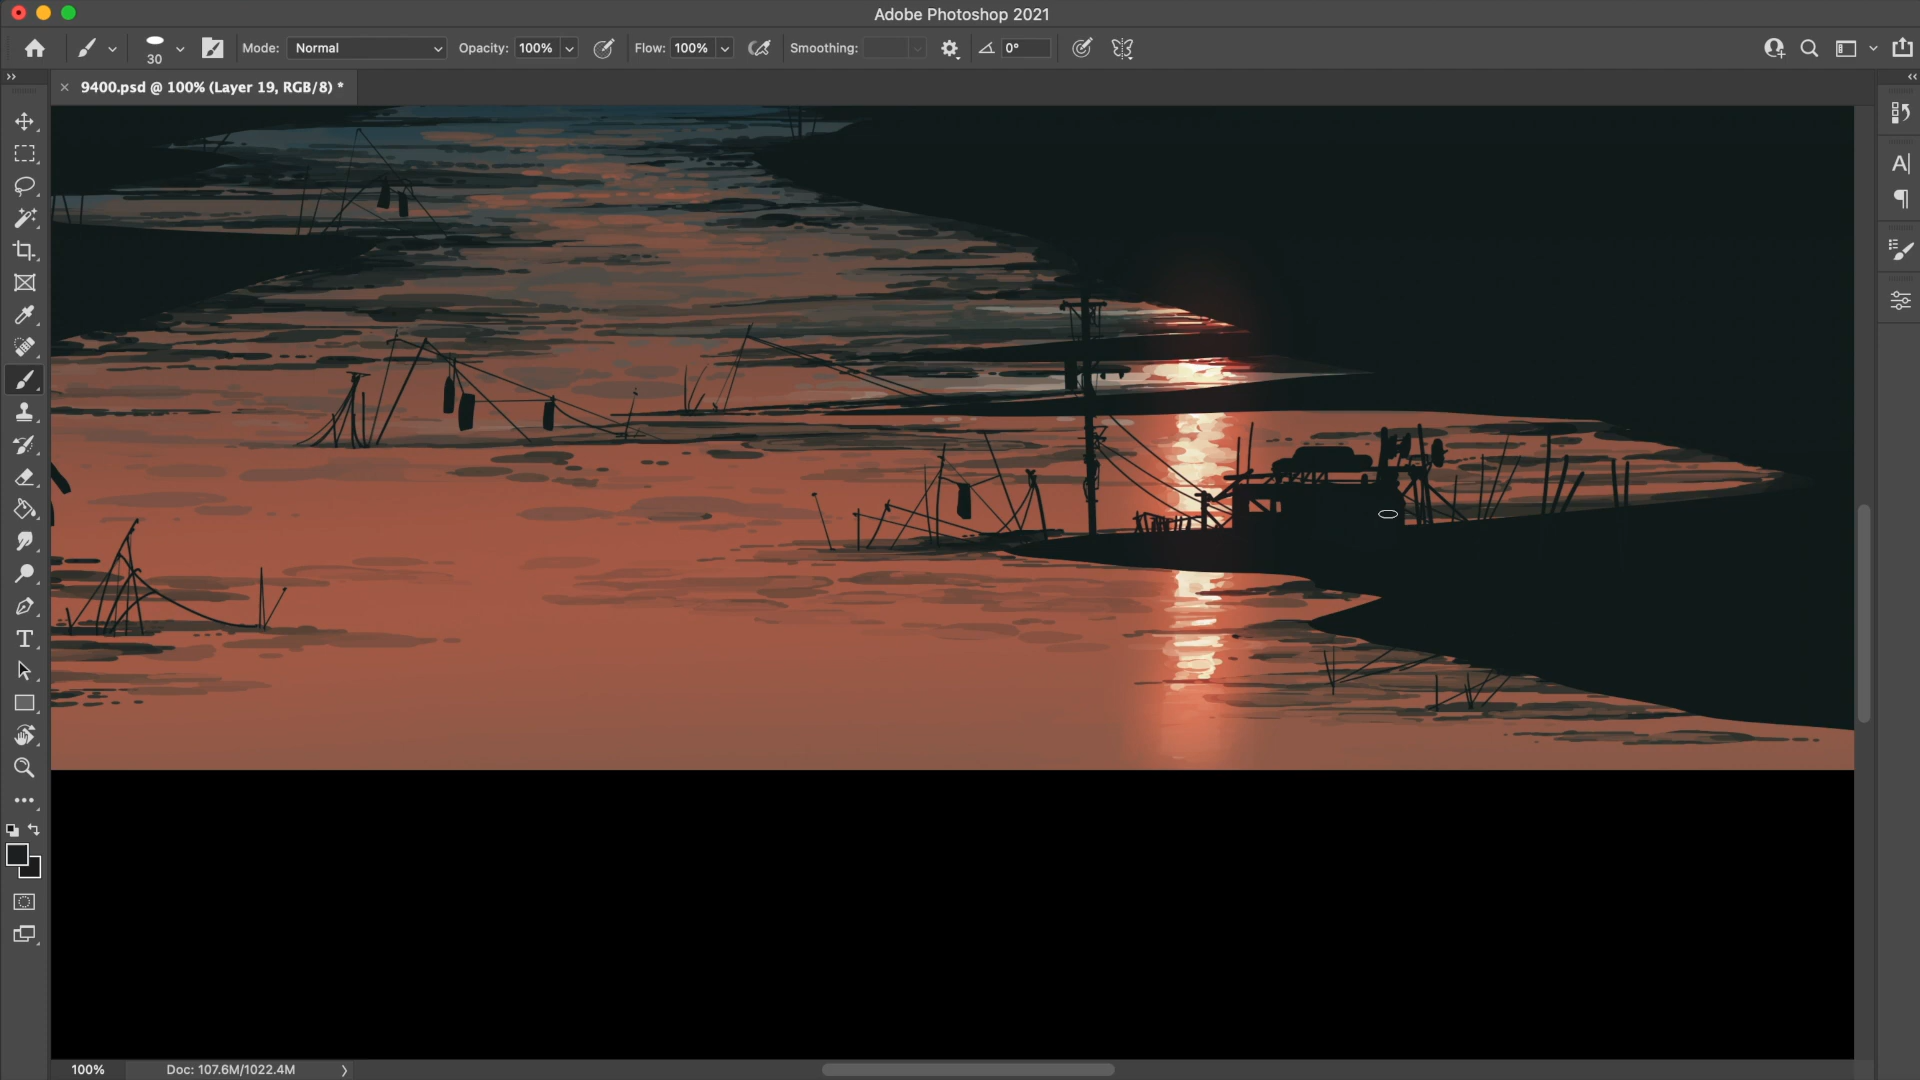 Adobe Photoshop 2021
30
Mode: Normal
Opacity: 100%
Flow: 100%
Smoothing:
0°
9400.psd @ 100% (Layer 19, RGB/8) *
100%
Doc: 107.6M/1022.4M